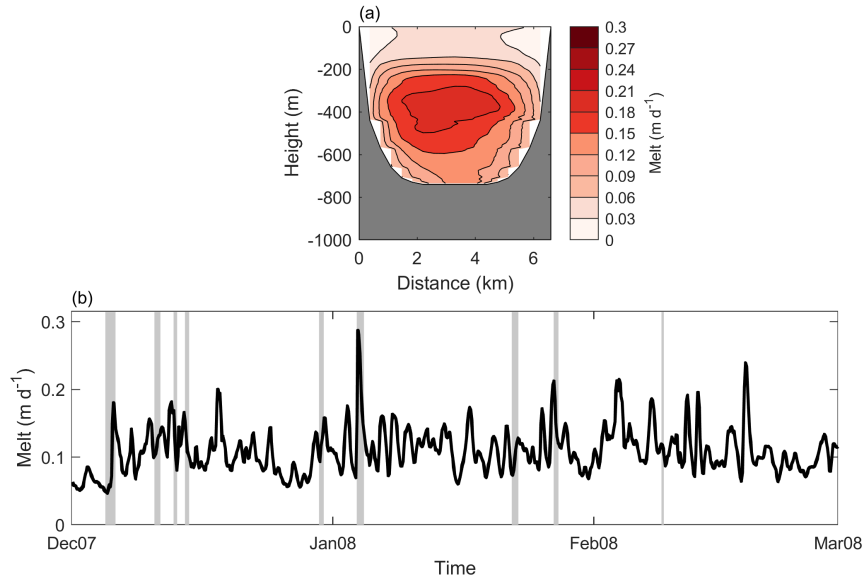 (a)
0
-200
-400
-600
-800
-1000
Height (m)
0 2 4 6
Distance (km)
0.3
0.27
0.24
0.21
0.18
0.15
0.12
0.09
0.06
0.03
0
Melt (m d⁻¹)
(b)
0.3
0.2
0.1
0
Melt (m d⁻¹)
Dec07 Jan08 Feb08 Mar08
Time